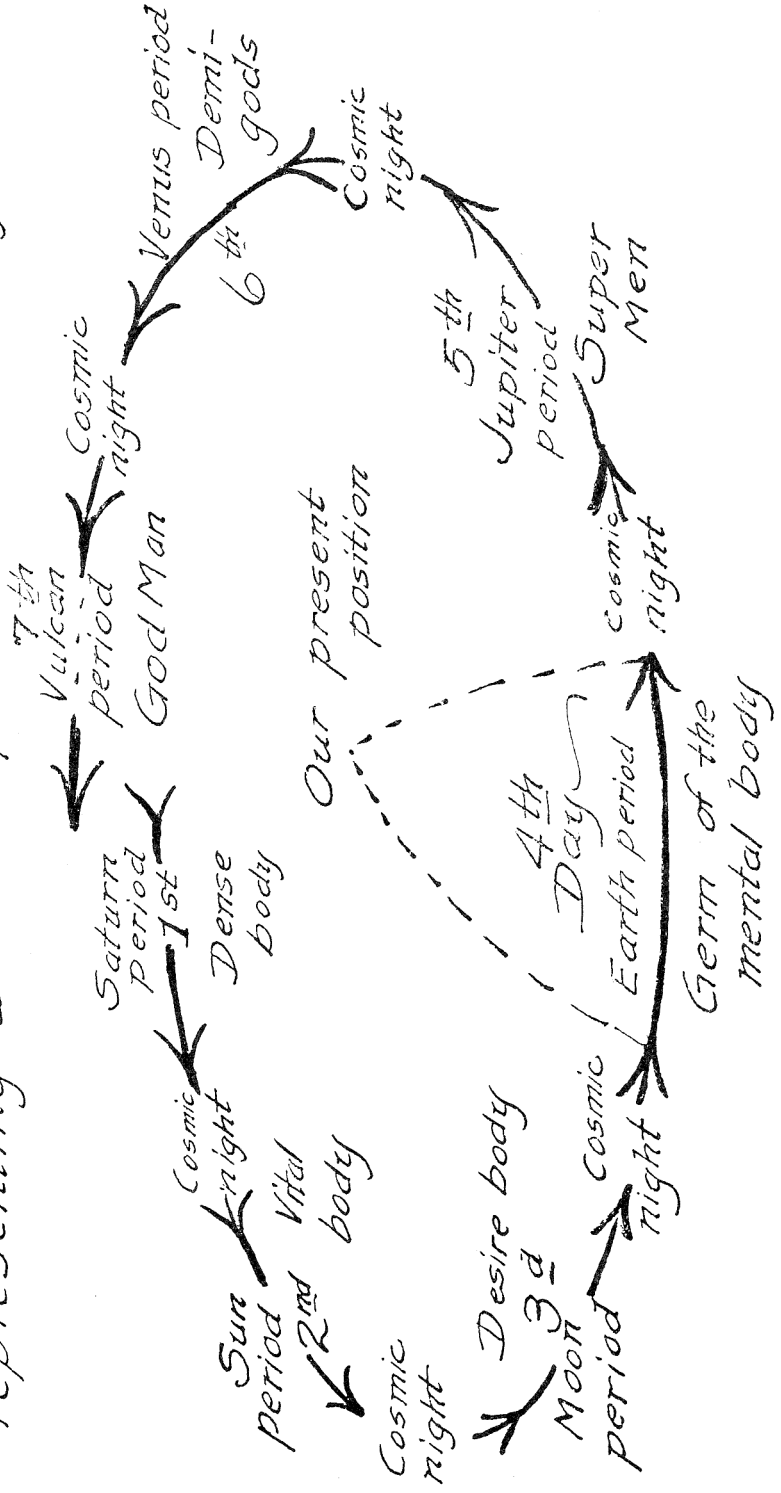 representing a
7th
Vulcan
period
God Man
Saturn
period
1st
Dense
body
Cosmic
night
Sun
period
2nd
Vital
body
Cosmic
night
Desire body
3d
Moon
period
Cosmic
night
4th
Day
Earth period
Germ of the
mental body
Our present
position
cosmic
night
Super
Men
5th
Jupiter
period
Cosmic
night
Venus period
Demi-
gods
6th
Cosmic
night